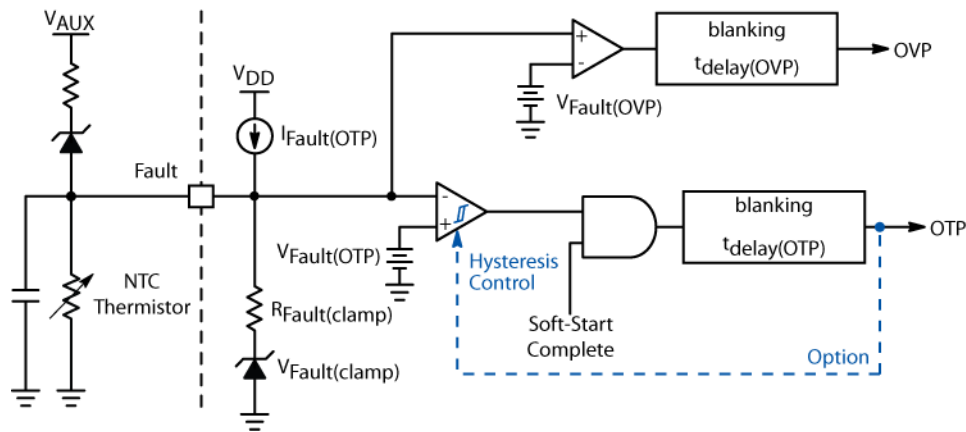 VAUX
VDD
Fault
IFault(OTP)
NTC
Thermistor
RFault(clamp)
VFault(clamp)
+
-
VFault(OVP)
blanking
tdelay(OVP)
OVP
-
+
VFault(OTP)
Hysteresis
Control
Soft-Start
Complete
blanking
tdelay(OTP)
OTP
Option